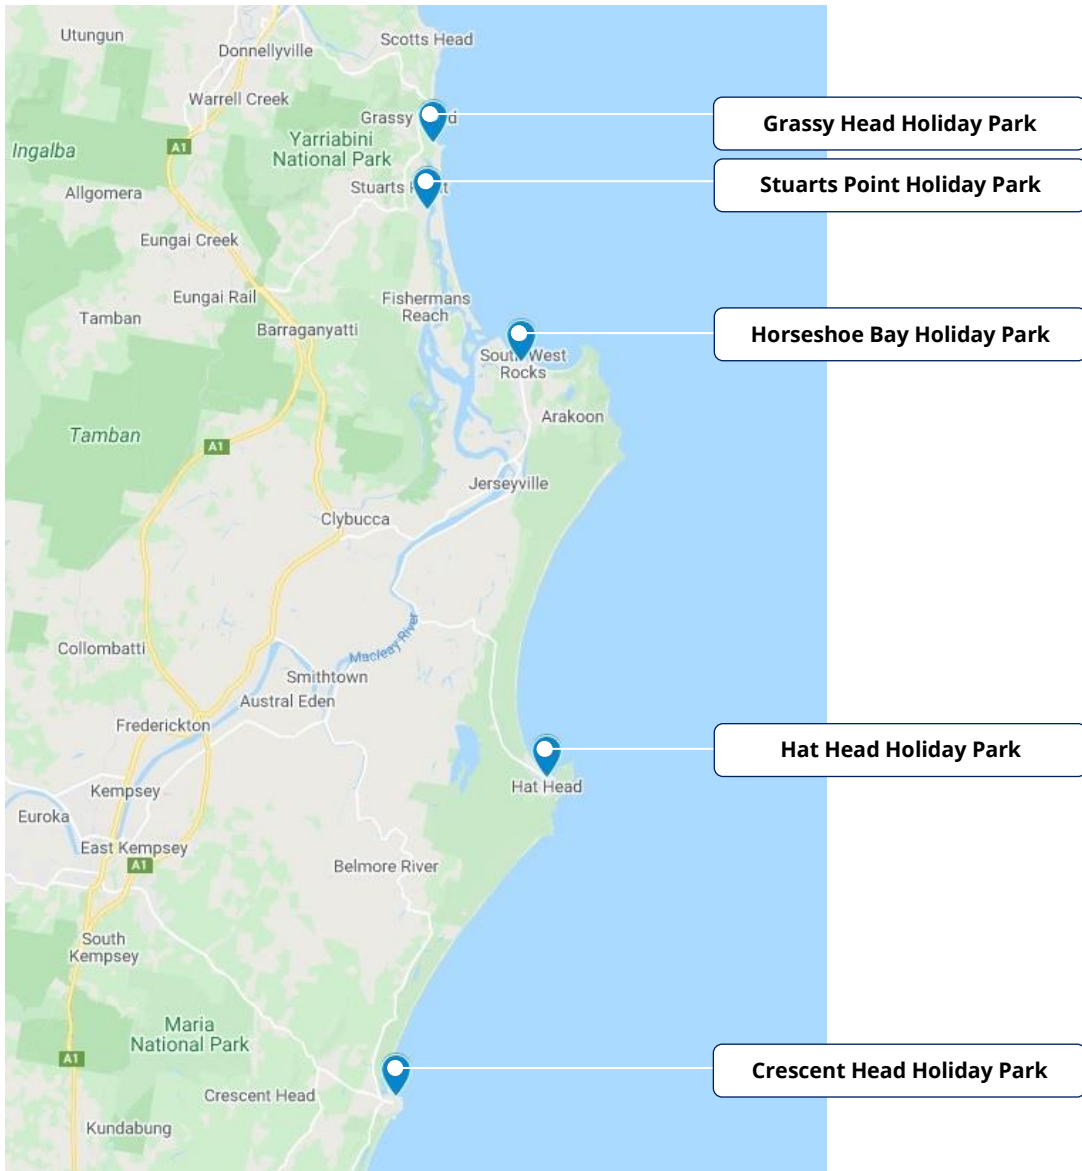 Utungun
Scotts Head
Donnellyville
Warrell Creek
Grassy
Grassy Head Holiday Park
Yarriabini
National Park
Ingalba
A1
Stuarts
Stuarts Point Holiday Park
Allgomera
Eungai Creek
Eungai Rail
Fishermans
Reach
Tamban
Barraganyatti
Horseshoe Bay Holiday Park
South West
Rocks
Arakoon
Tamban
A1
Jerseyville
Clybucca
Macleay River
Collombatti
Smithtown
Austral Eden
Frederickton
Hat Head Holiday Park
Hat Head
Kempsey
Euroka
East Kempsey
A1
Belmore River
South
Kempsey
Maria
National Park
A1
Crescent Head Holiday Park
Crescent Head
Kundabung